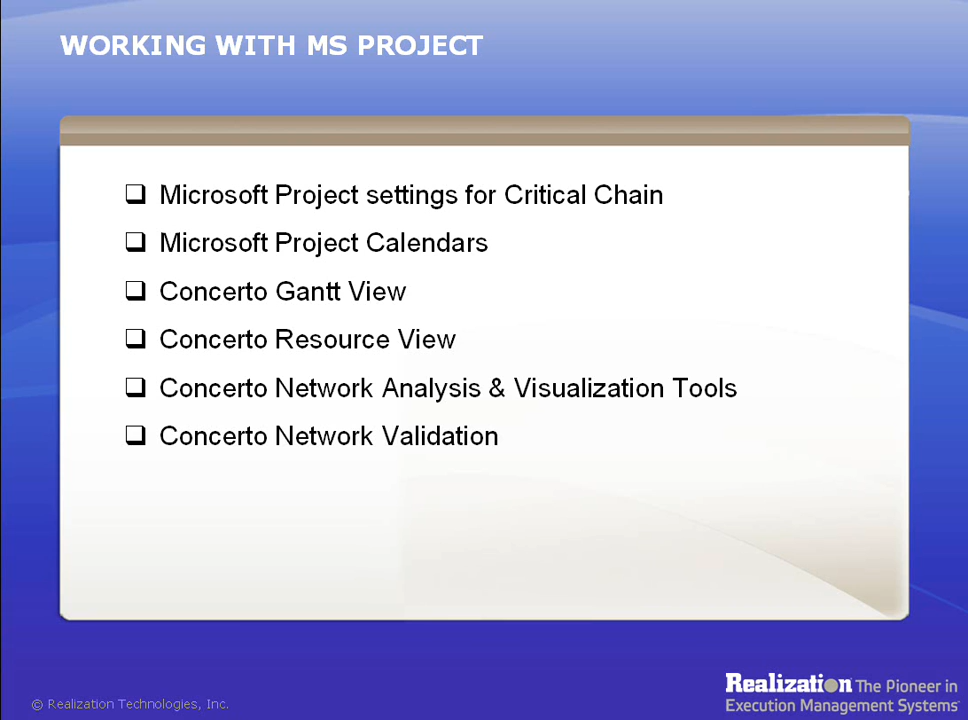 WORKING WITH MS PROJECT
❑ Microsoft Project settings for Critical Chain
❑ Microsoft Project Calendars
❑ Concerto Gantt View
❑ Concerto Resource View
❑ Concerto Network Analysis & Visualization Tools
❑ Concerto Network Validation
© Realization Technologies, Inc.
Realization The Pioneer in
Execution Management Systems